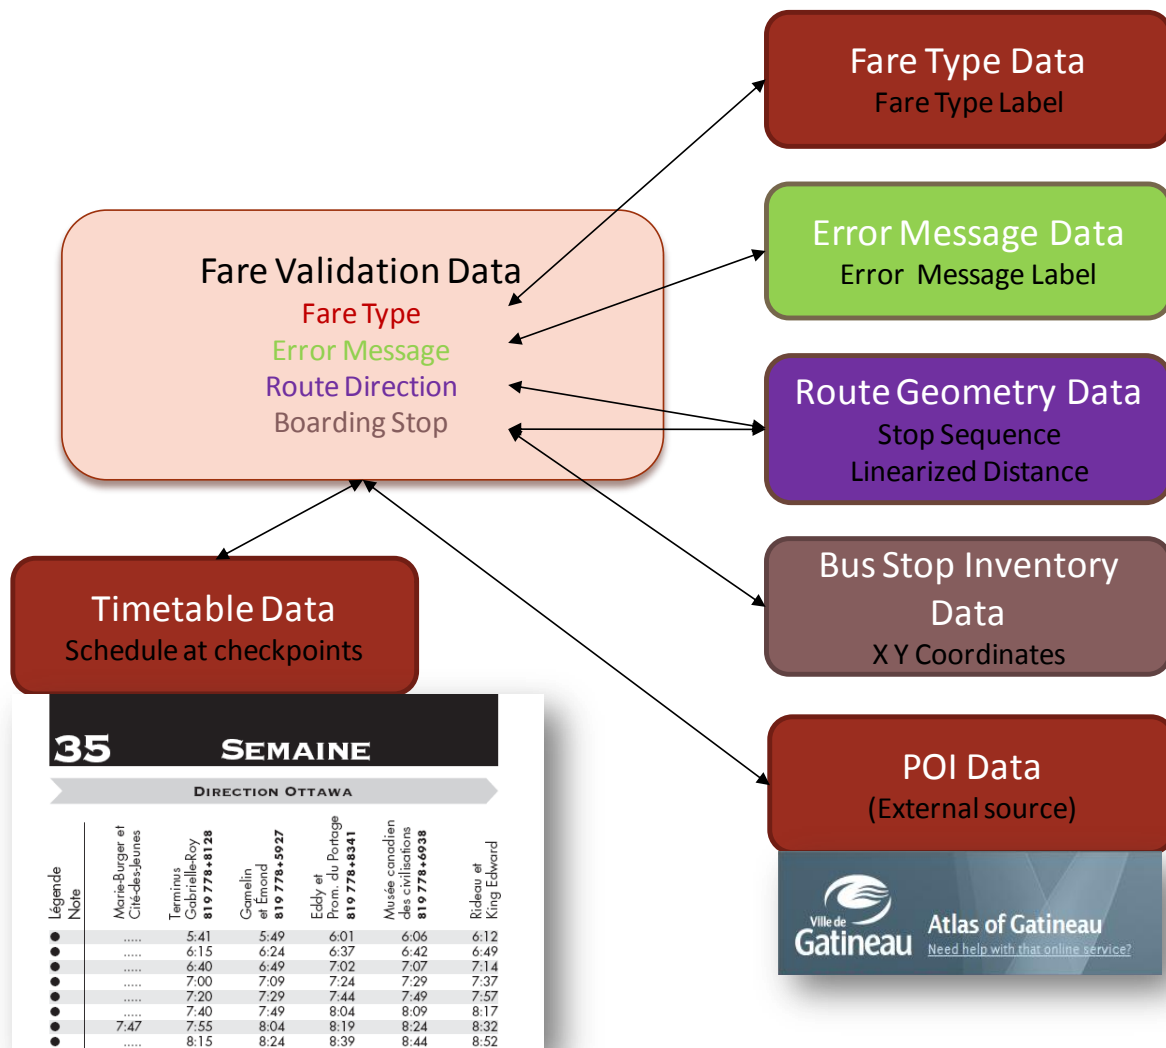 Fare Type Data
Fare Type Label
Error Message Data
Error Message Label
Fare Validation Data
Fare Type
Error Message
Route Direction
Boarding Stop
Route Geometry Data
Stop Sequence
Linearized Distance
Bus Stop Inventory
Data
X Y Coordinates
Timetable Data
Schedule at checkpoints
POI Data
(External source)
35 SEMAINE
DIRECTION OTTAWA
Légende
Note
Marie-Burger et
Cité-des-Jeunes
Terminus
Gabrielle-Roy
819 778+8128
Gamelin
et Émond
819 778+5927
Eddy et
Prom. du Portage
819 778+8341
Musée canadien
des civilisations
819 778+6938
Rideau et
King Edward
● ..... 5:41 5:49 6:01 6:06 6:12
● ..... 6:15 6:24 6:37 6:42 6:49
● ..... 6:40 6:49 7:02 7:07 7:14
● ..... 7:00 7:09 7:24 7:29 7:37
● ..... 7:20 7:29 7:44 7:49 7:57
● ..... 7:40 7:49 8:04 8:09 8:17
● 7:47 7:55 8:04 8:19 8:24 8:32
● ..... 8:15 8:24 8:39 8:44 8:52
Ville de
Gatineau
Atlas of Gatineau
Need help with that online service?